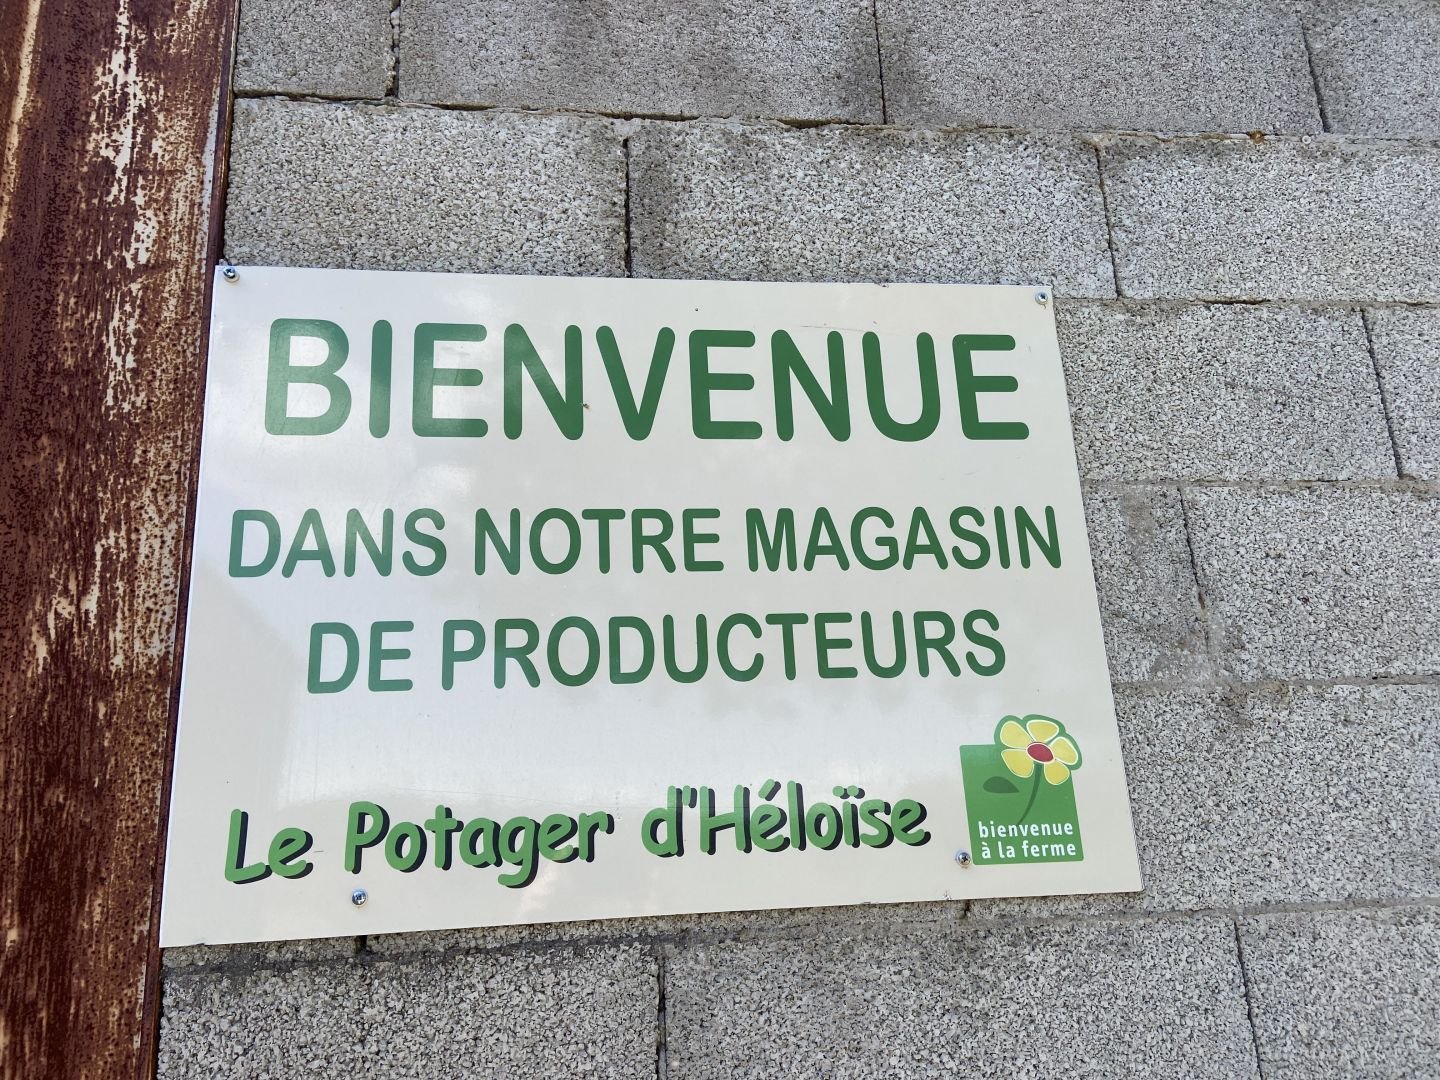 BIENVENUE
DANS NOTRE MAGASIN
DE PRODUCTEURS
Le Potager d'Héloïse
bienvenue
à la ferme